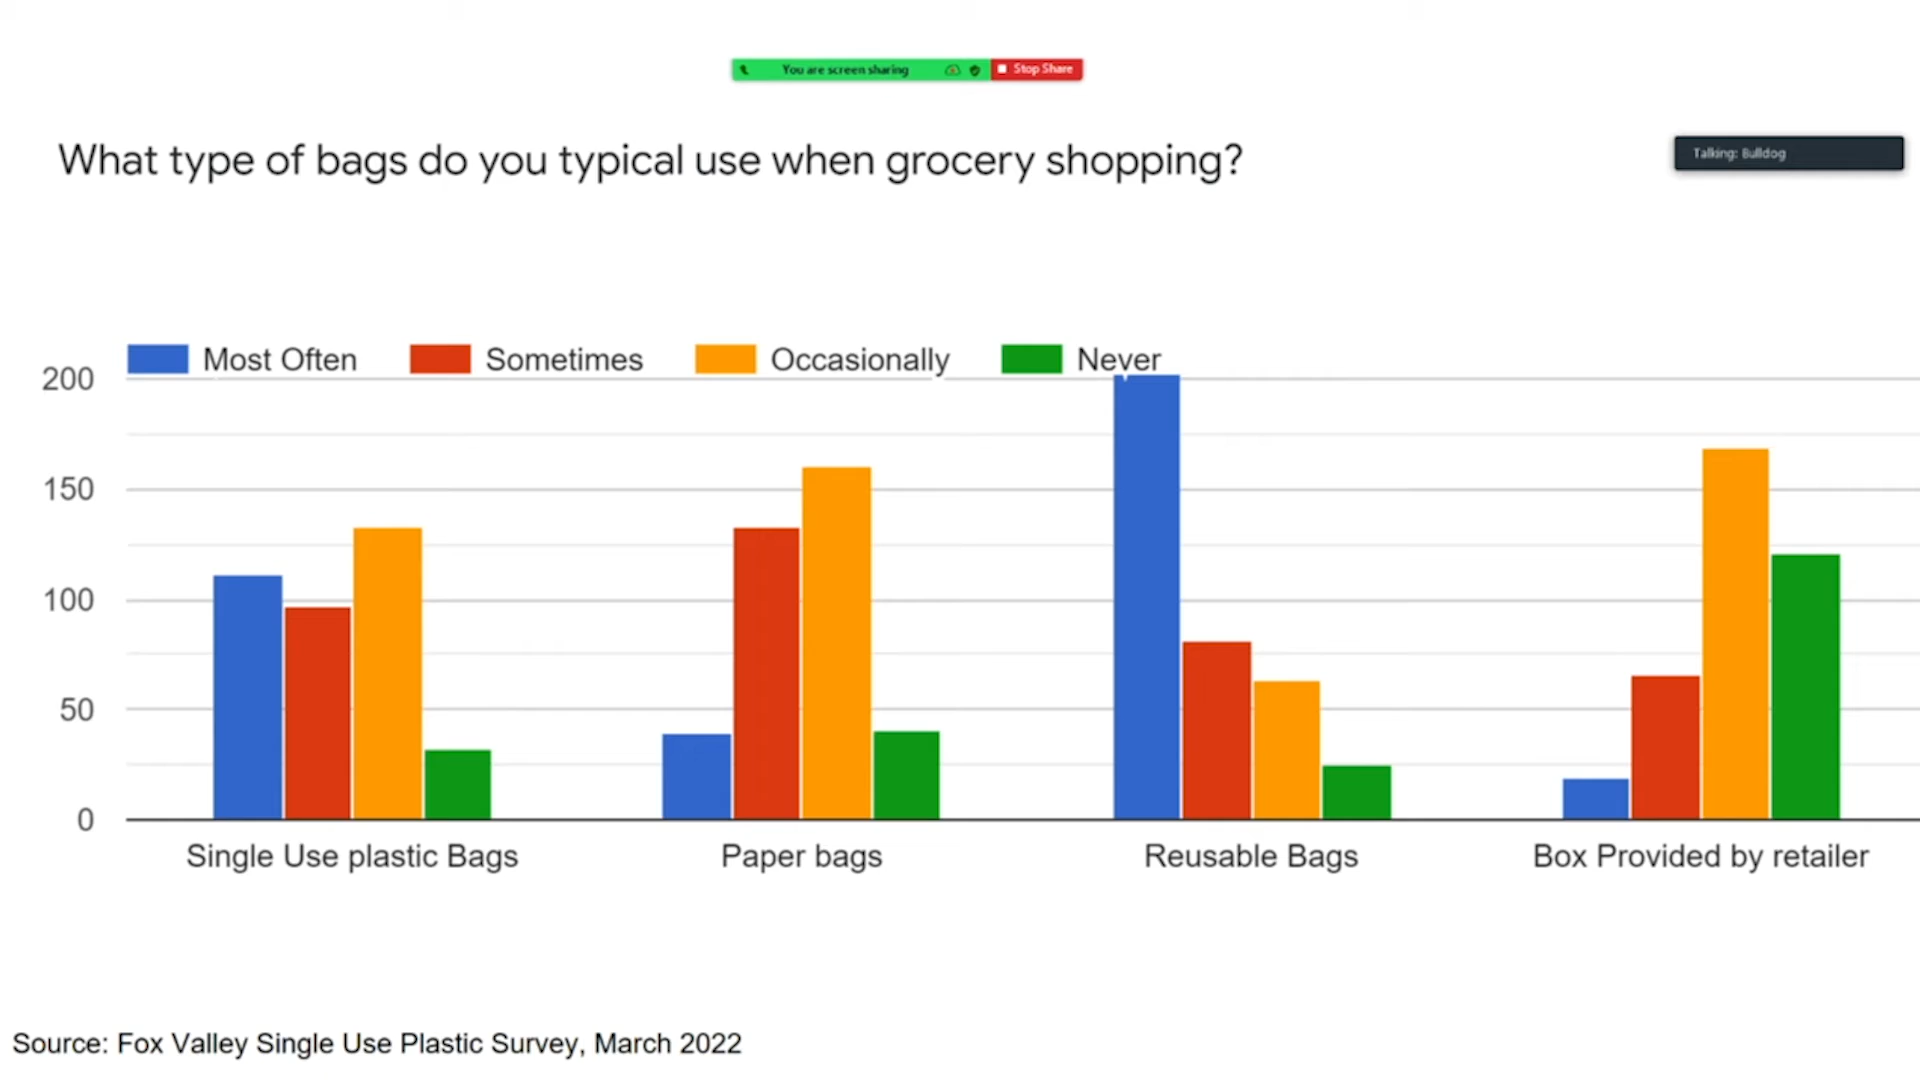 You are screen sharing Stop Share
What type of bags do you typical use when grocery shopping?
Talking: Bulldog
Most Often Sometimes Occasionally Never
200
150
100
50
0
Single Use plastic Bags Paper bags Reusable Bags Box Provided by retailer
Source: Fox Valley Single Use Plastic Survey, March 2022